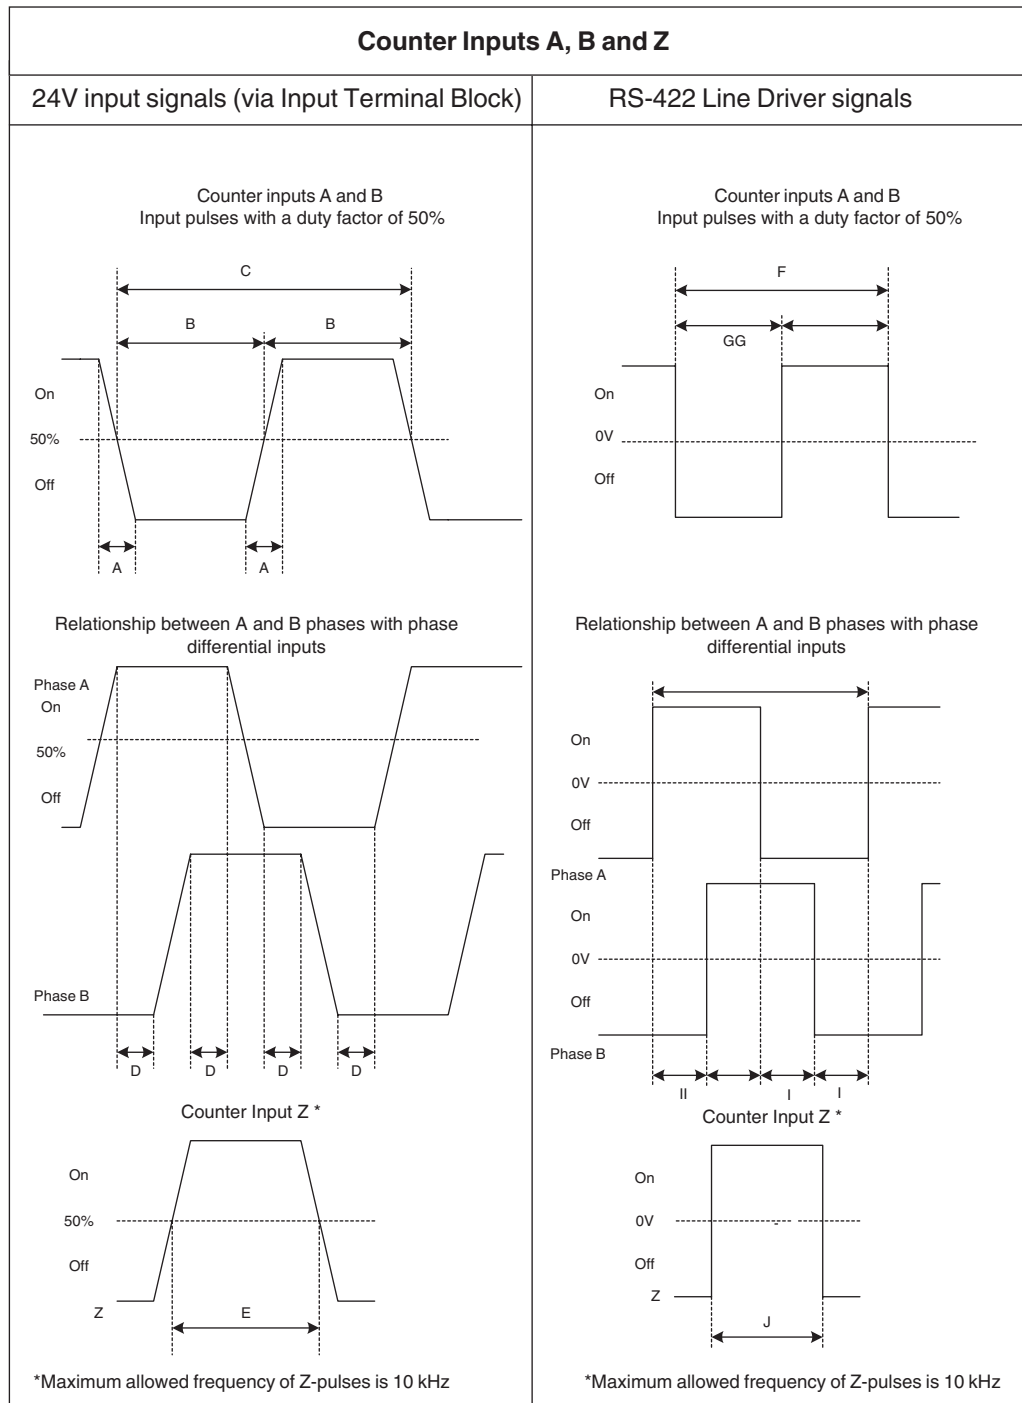 Counter Inputs A, B and Z
24V input signals (via Input Terminal Block)
Counter inputs A and B
Input pulses with a duty factor of 50%
C
B B
On
50%
Off
A A
Relationship between A and B phases with phase
differential inputs
Phase A
On
50%
Off
Phase B
D D D D
Counter Input Z *
On
50%
Off
Z
E
*Maximum allowed frequency of Z-pulses is 10 kHz
RS-422 Line Driver signals
Counter inputs A and B
Input pulses with a duty factor of 50%
F
GG
On
0V
Off
Relationship between A and B phases with phase
differential inputs
On
0V
Off
Phase A
On
0V
Off
Phase B
II I I
Counter Input Z *
On
0V
Off
Z
J
*Maximum allowed frequency of Z-pulses is 10 kHz